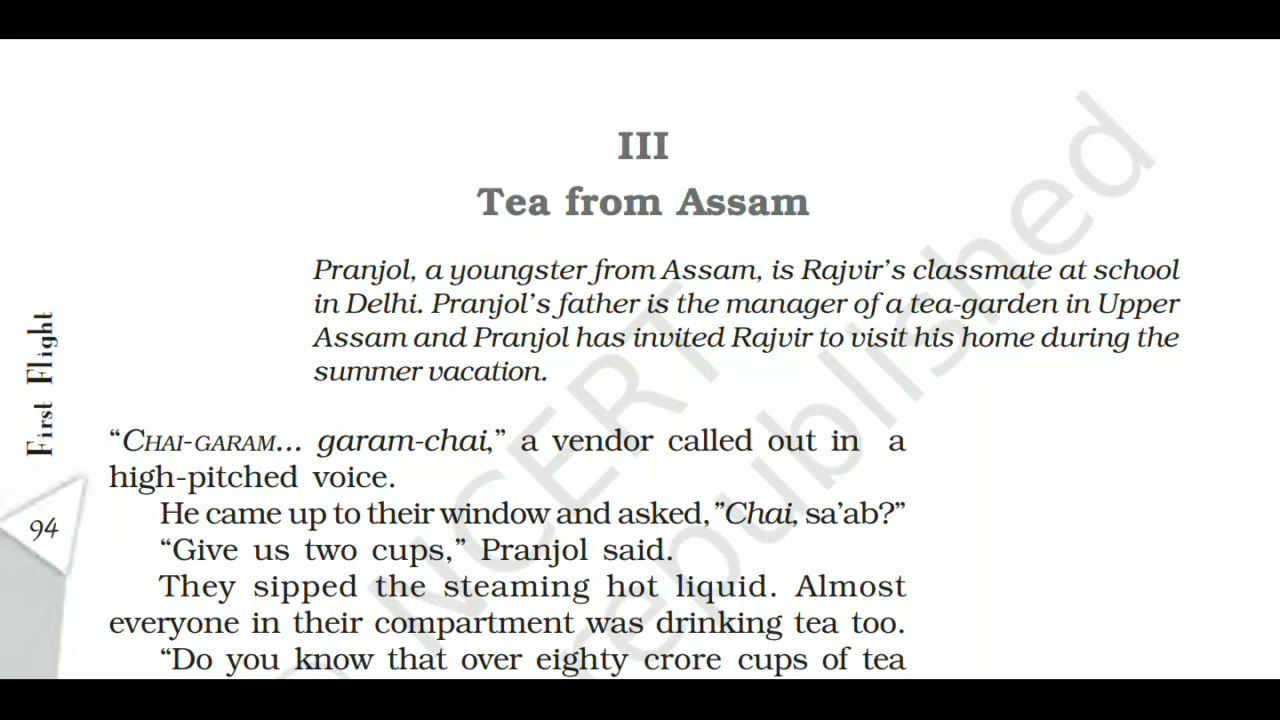 III
Tea from Assam
Pranjol, a youngster from Assam, is Rajvir's classmate at school
in Delhi. Pranjol's father is the manager of a tea-garden in Upper
Assam and Pranjol has invited Rajvir to visit his home during the
summer vacation.
First Flight
94
“CHAI-GARAM... garam-chai,” a vendor called out in a
high-pitched voice.
He came up to their window and asked, ”Chai, sa’ab?”
“Give us two cups,” Pranjol said.
They sipped the steaming hot liquid. Almost
everyone in their compartment was drinking tea too.
“Do you know that over eighty crore cups of tea
NCERT
republished